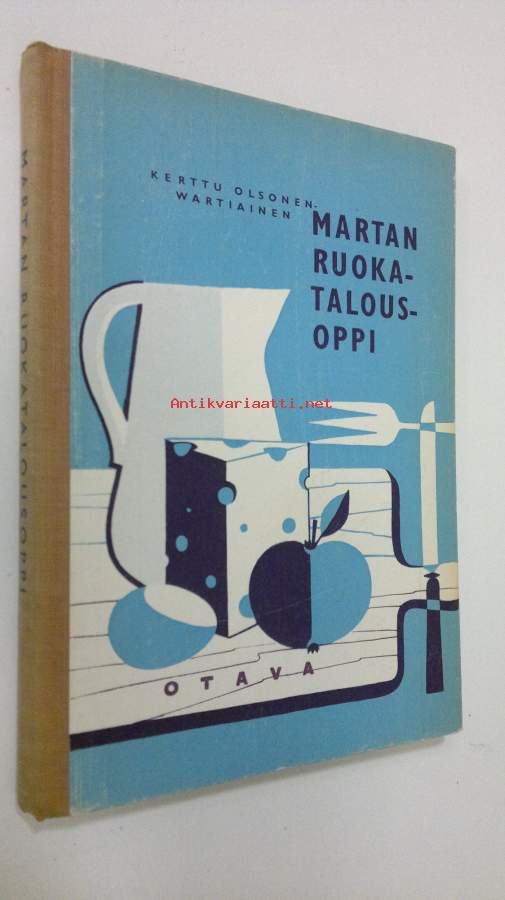 KERTTU OLSONEN-
WARTIAINEN
MARTAN
RUOKA-
TALOUS-
OPPI
Antikvariaatti.net
OTAVA
MARTAN RUOKATALOUSOPPI